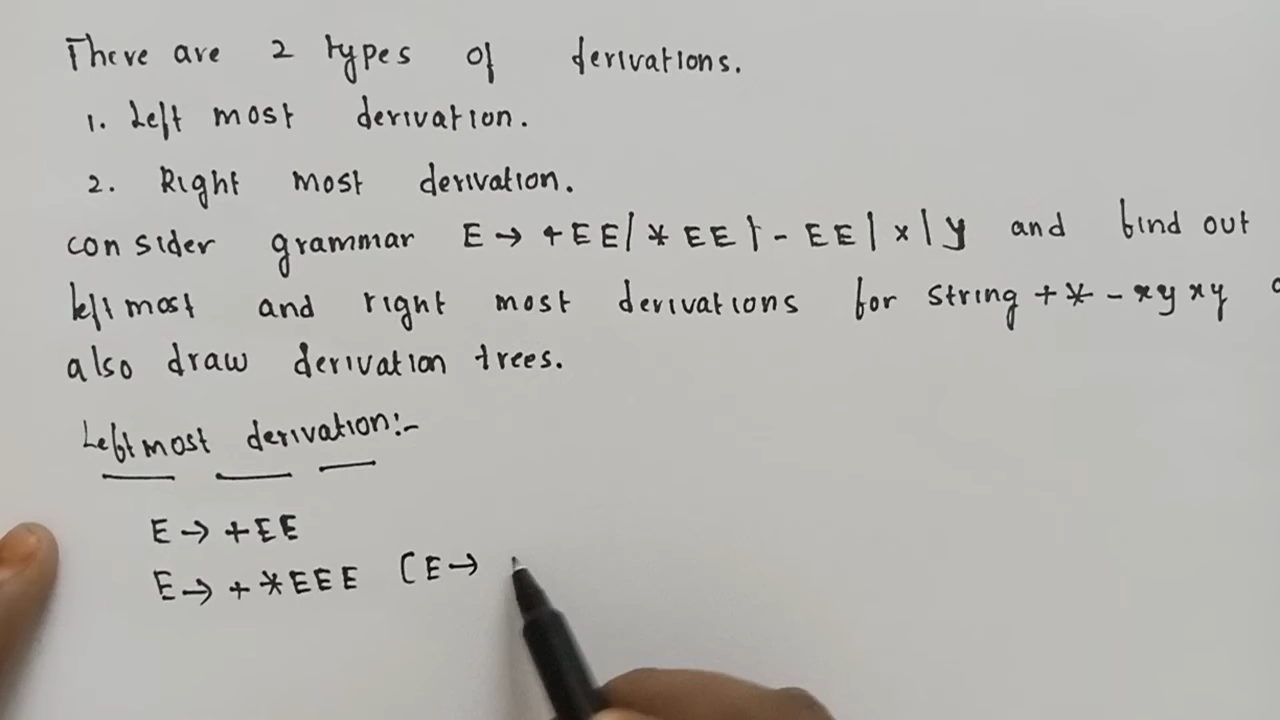 There are 2 types of derivations.
1. Left most derivation.
2. Right most derivation.
consider grammar E → +EE | * EE | - EE | x | y and find out
left most and right most derivations for string + * - xy xy
also draw derivation trees.
Leftmost derivation:-
E → +EE
E → + *EEE (E →